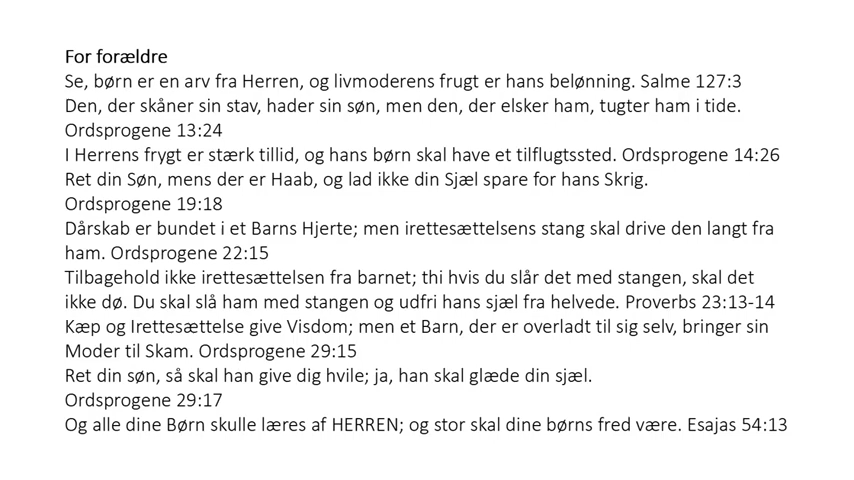 For forældre
Se, børn er en arv fra Herren, og livmoderens frugt er hans belønning. Salme 127:3
Den, der skåner sin stav, hader sin søn, men den, der elsker ham, tugter ham i tide.
Ordsprogene 13:24
I Herrens frygt er stærk tillid, og hans børn skal have et tilflugtssted. Ordsprogene 14:26
Ret din Søn, mens der er Haab, og lad ikke din Sjæl spare for hans Skrig.
Ordsprogene 19:18
Dårskab er bundet i et Barns Hjerte; men irettesættelsens stang skal drive den langt fra
ham. Ordsprogene 22:15
Tilbagehold ikke irettesættelsen fra barnet; thi hvis du slår det med stangen, skal det
ikke dø. Du skal slå ham med stangen og udfri hans sjæl fra helvede. Proverbs 23:13-14
Kæp og Irettesættelse give Visdom; men et Barn, der er overladt til sig selv, bringer sin
Moder til Skam. Ordsprogene 29:15
Ret din søn, så skal han give dig hvile; ja, han skal glæde din sjæl.
Ordsprogene 29:17
Og alle dine Børn skulle læres af HERREN; og stor skal dine børns fred være. Esajas 54:13